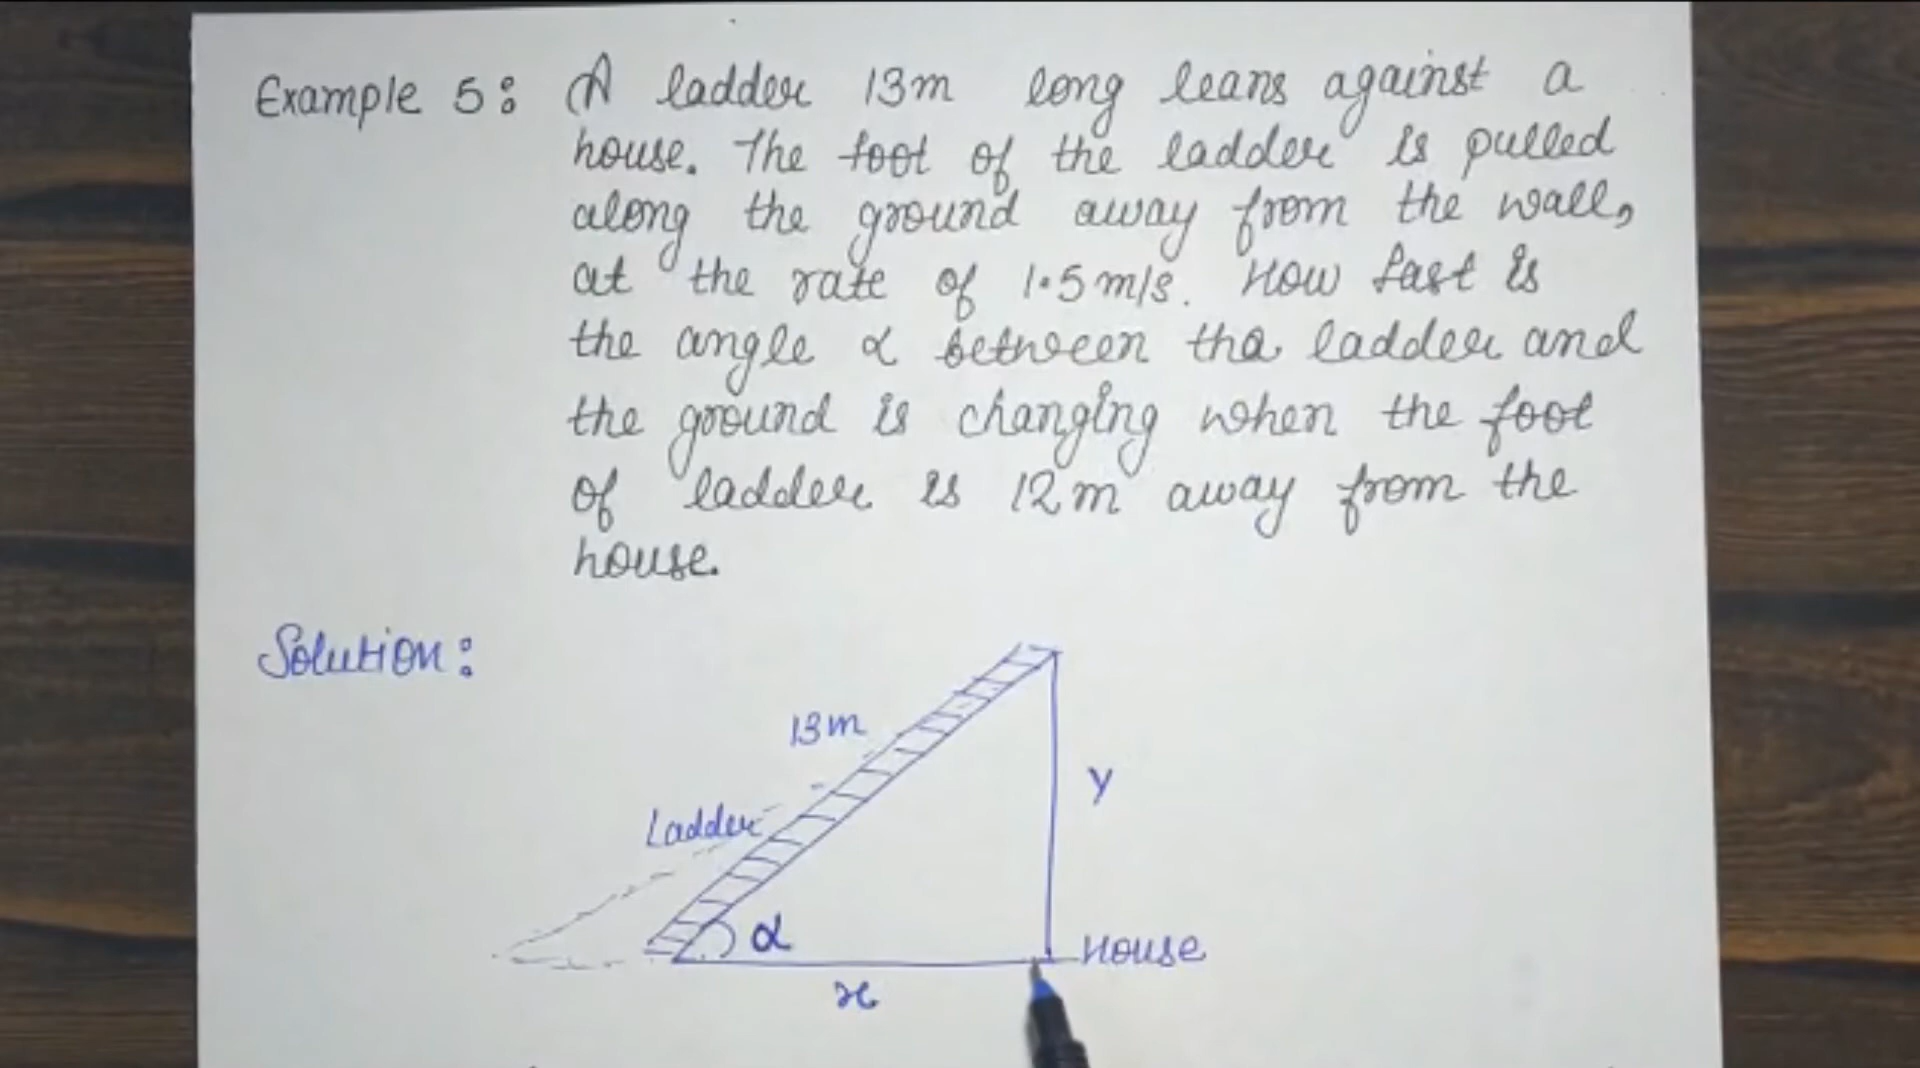 Example 5: A ladder 13m long leans against a
house. The foot of the ladder is pulled
along the ground away from the wall,
at the rate of 1.5m/s. How fast is
the angle α between tha ladder and
the ground is changing when the foot
of ladder is 12m away from the
house.
Solution:
13m
y
Ladder
α
House
x